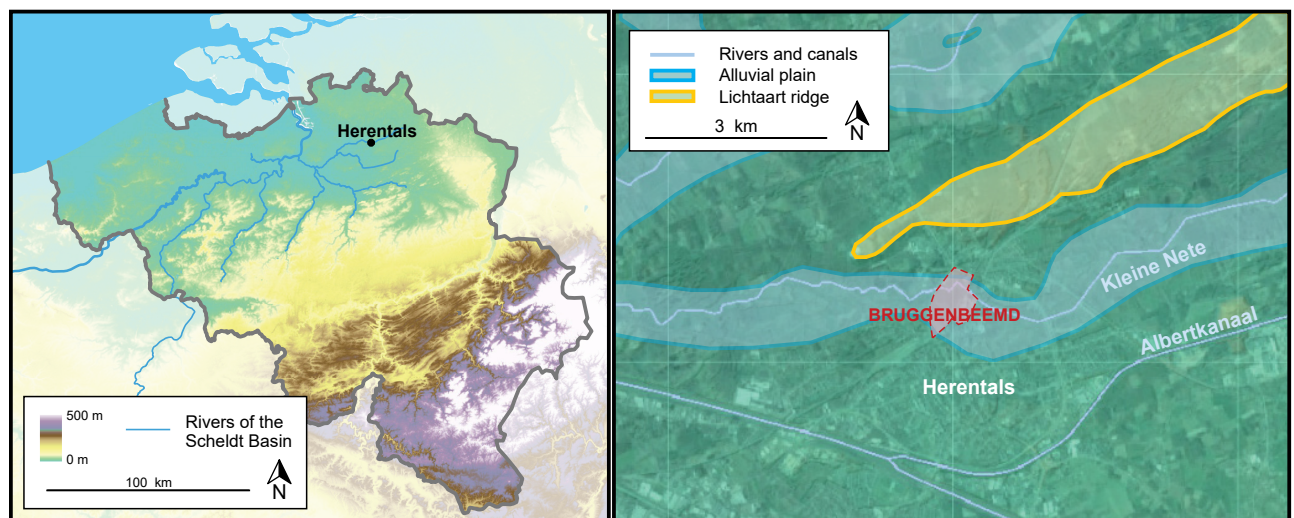 Herentals
500 m
0 m
Rivers of the
Scheldt Basin
100 km
N
Rivers and canals
Alluvial plain
Lichtaart ridge
3 km
N
Kleine Nete
BRUGGENBEEMD
Albertkanaal
Herentals